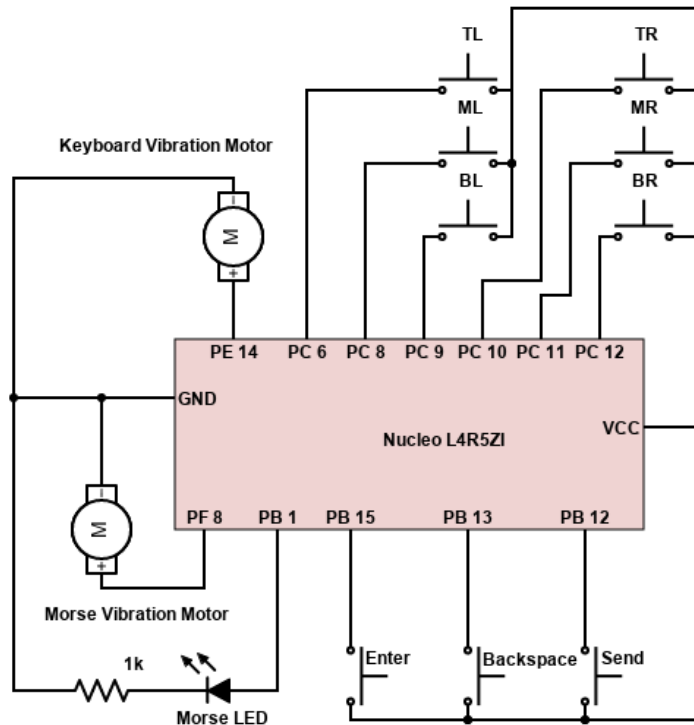 TL
TR
ML
MR
Keyboard Vibration Motor
BL
BR
M
PE 14
PC 6
PC 8
PC 9
PC 10
PC 11
PC 12
GND
Nucleo L4R5ZI
VCC
PF 8
PB 1
PB 15
PB 13
PB 12
M
Morse Vibration Motor
1k
Enter
Backspace
Send
Morse LED